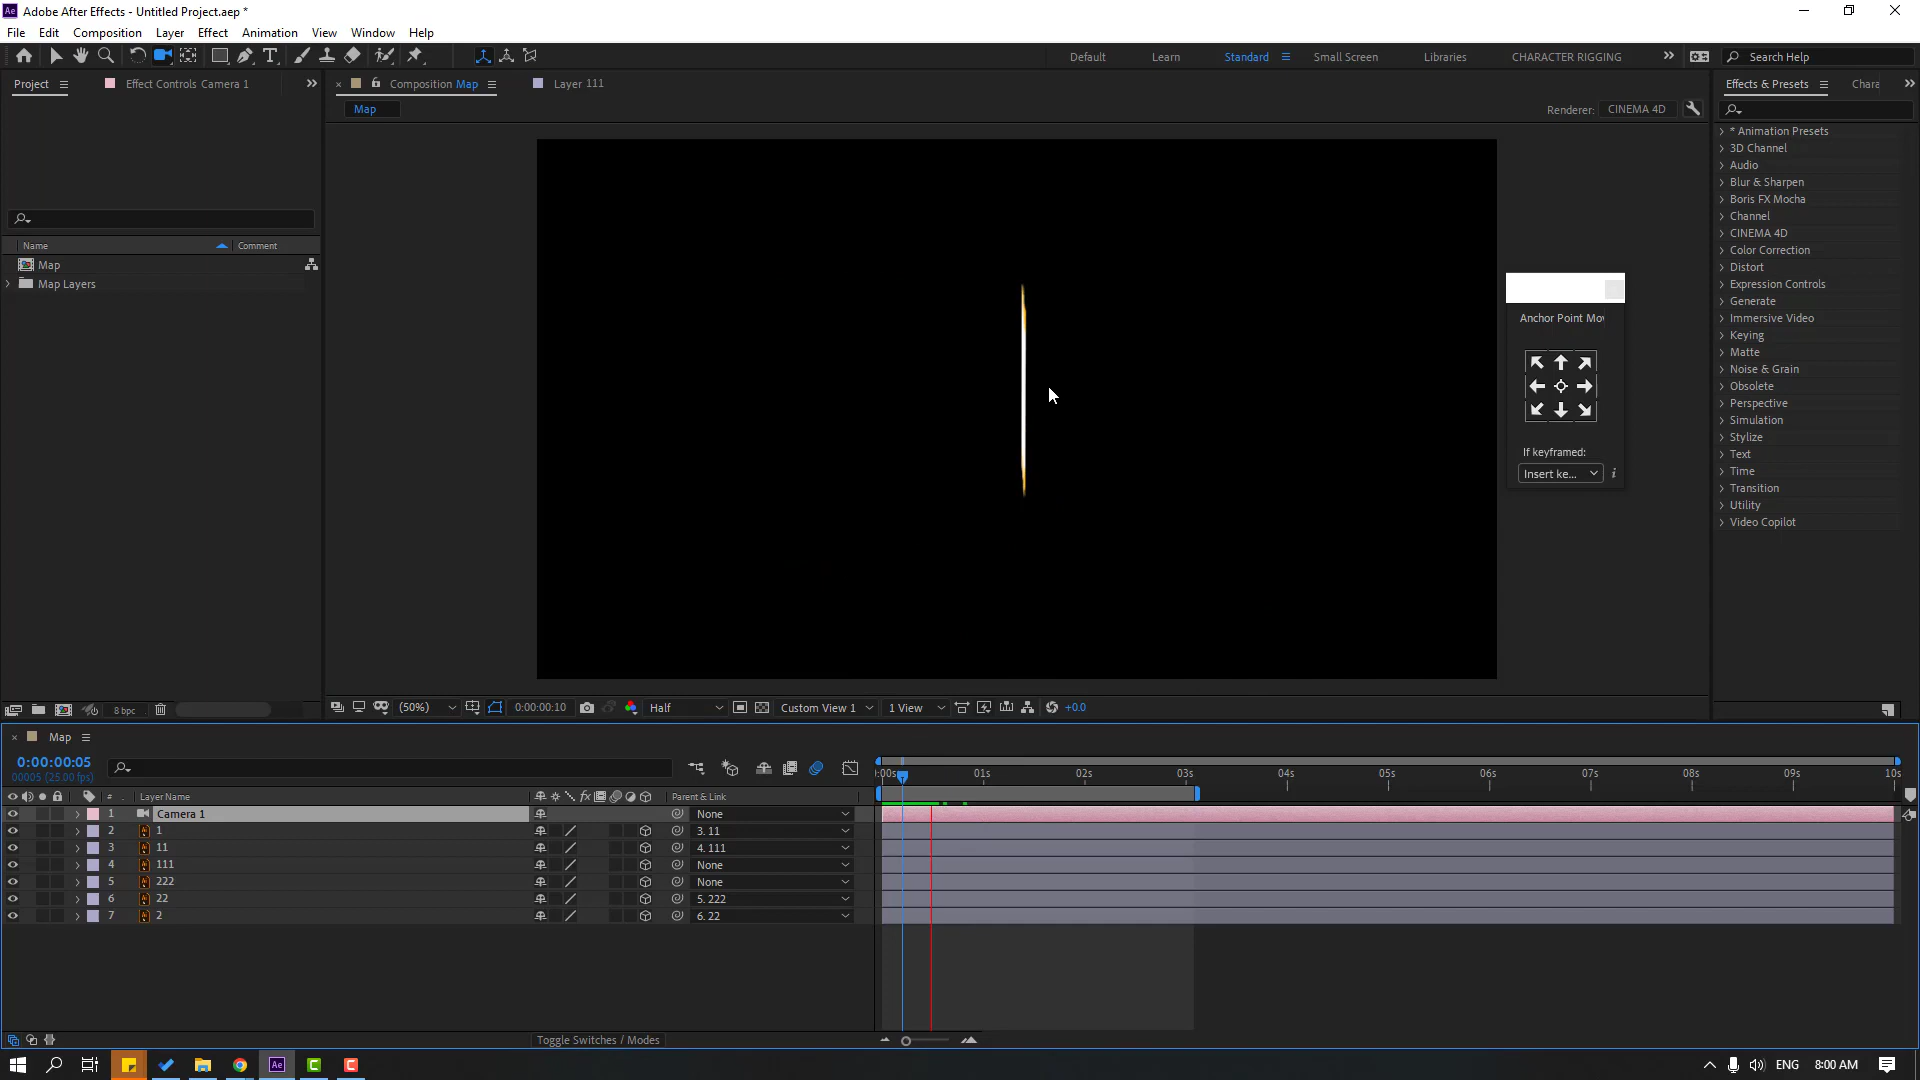 Adobe After Effects - Untitled Project.aep *
File Edit Composition Layer Effect Animation View Window Help
Default Learn Standard Small Screen Libraries CHARACTER RIGGING Search Help
Project Effect Controls Camera 1
Composition Map Layer 111
Effects & Presets Chara
Map
Renderer: CINEMA 4D
* Animation Presets
3D Channel
Audio
Blur & Sharpen
Boris FX Mocha
Channel
CINEMA 4D
Color Correction
Distort
Expression Controls
Generate
Immersive Video
Keying
Matte
Noise & Grain
Obsolete
Perspective
Simulation
Stylize
Text
Time
Transition
Utility
Video Copilot
Name Comment
Map
Map Layers
Anchor Point Mov
If keyframed:
Insert ke...
8 bpc
(50%) 0:00:00:10 Half Custom View 1 1 View +0.0
Map
0:00:00:05
00005 (25.00 fps)
:00s 01s 02s 03s 04s 05s 06s 07s 08s 09s 10s
# Layer Name Parent & Link
1 Camera 1 None
2 1 3. 11
3 11 4. 111
4 111 None
5 222 None
6 22 5. 222
7 2 6. 22
Toggle Switches / Modes
ENG 8:00 AM